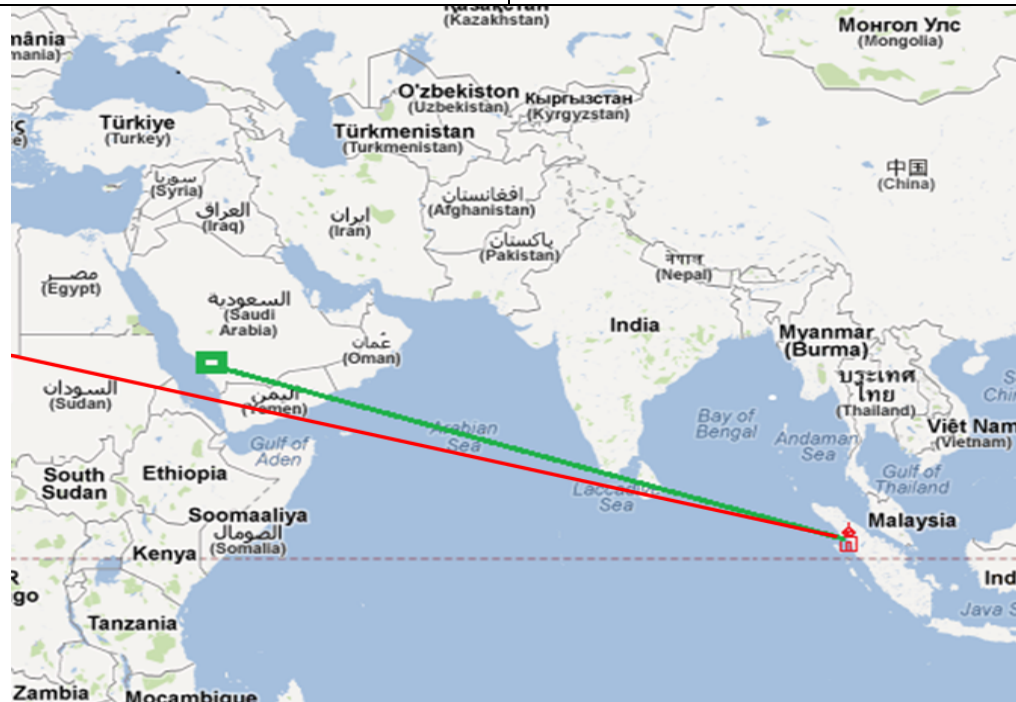 (Kazakhstan)
Монгол Улс
(Mongolia)
mânia
mania)
O'zbekiston
(Uzbekistan)
Кыргызстан
(Kyrgyzstan)
Türkiye
(Turkey)
Türkmenistan
(Turkmenistan)
中国
(China)
سوريا
(Syria)
افغانستان
(Afghanistan)
العراق
(Iraq)
ایران
(Iran)
پاکستان
(Pakistan)
नेपाल
(Nepal)
مصر
(Egypt)
السعودية
(Saudi
Arabia)
عُمان
(Oman)
India
Myanmar
(Burma)
السودان
(Sudan)
اليمن
(Yemen)
ประเทศ
ไทย
(Thailand)
Arabian
Sea
Bay of
Bengal
Andaman
Sea
Việt Nam
(Vietnam)
Gulf of
Aden
Gulf of
Thailand
South
Sudan
Ethiopia
Laccadive
Sea
Malaysia
Soomaaliya
الصومال
(Somalia)
Kenya
go
Ind
Java S
Tanzania
Zambia
Moçambique